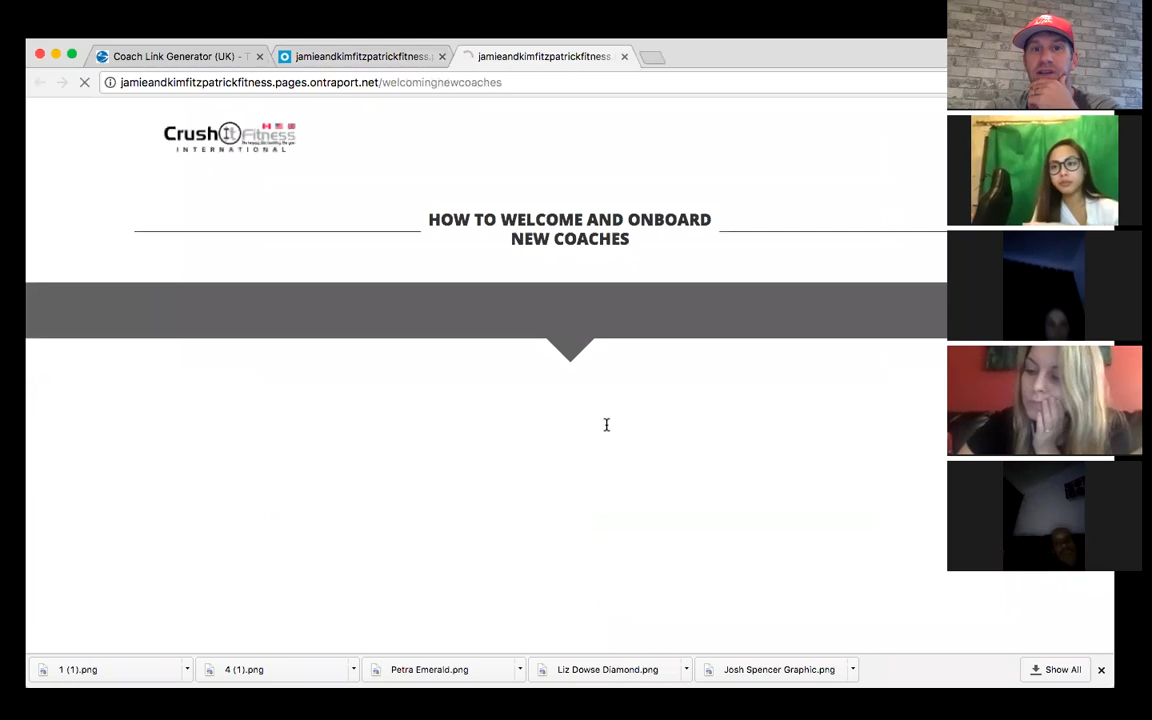 Coach Link Generator (UK) - T
jamieandkimfitzpatrickfitness.
jamieandkimfitzpatrickfitness.
jamieandkimfitzpatrickfitness.pages.ontraport.net/welcomingnewcoaches
Crush It Fitness
INTERNATIONAL
HOW TO WELCOME AND ONBOARD
NEW COACHES
1 (1).png
4 (1).png
Petra Emerald.png
Liz Dowse Diamond.png
Josh Spencer Graphic.png
Show All